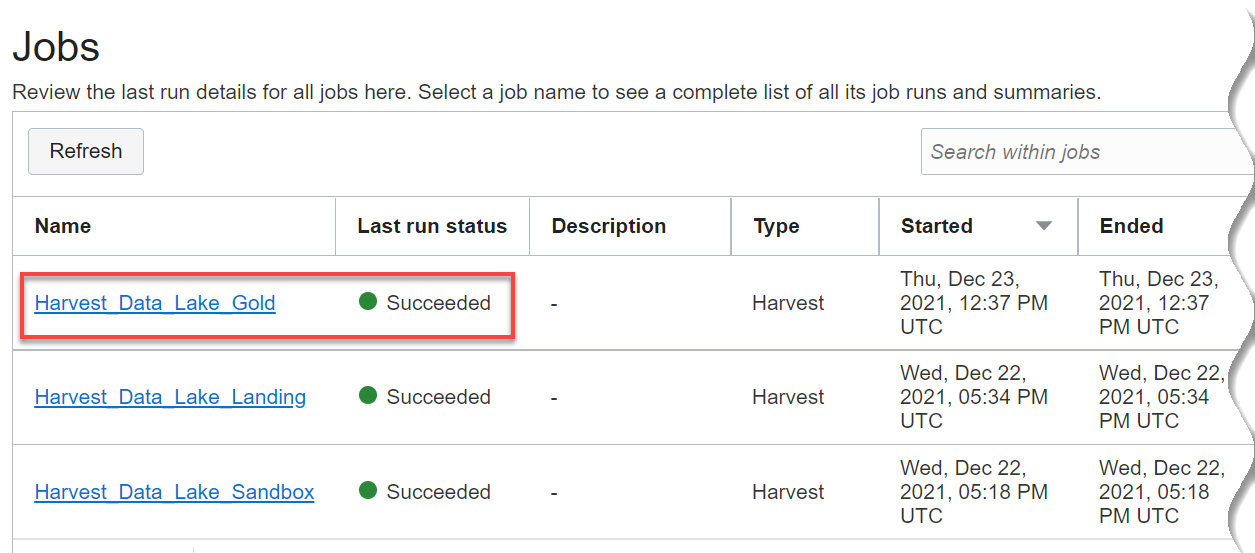 Jobs
Review the last run details for all jobs here. Select a job name to see a complete list of all its job runs and summaries.
Refresh
Search within jobs
Name Last run status Description Type Started Ended
Harvest_Data_Lake_Gold Succeeded - Harvest Thu, Dec 23, 2021, 12:37 PM UTC Thu, Dec 23, 2021, 12:37 PM UTC
Harvest_Data_Lake_Landing Succeeded - Harvest Wed, Dec 22, 2021, 05:34 PM UTC Wed, Dec 22, 2021, 05:34 PM UTC
Harvest_Data_Lake_Sandbox Succeeded - Harvest Wed, Dec 22, 2021, 05:18 PM UTC Wed, Dec 22, 2021, 05:18 PM UTC